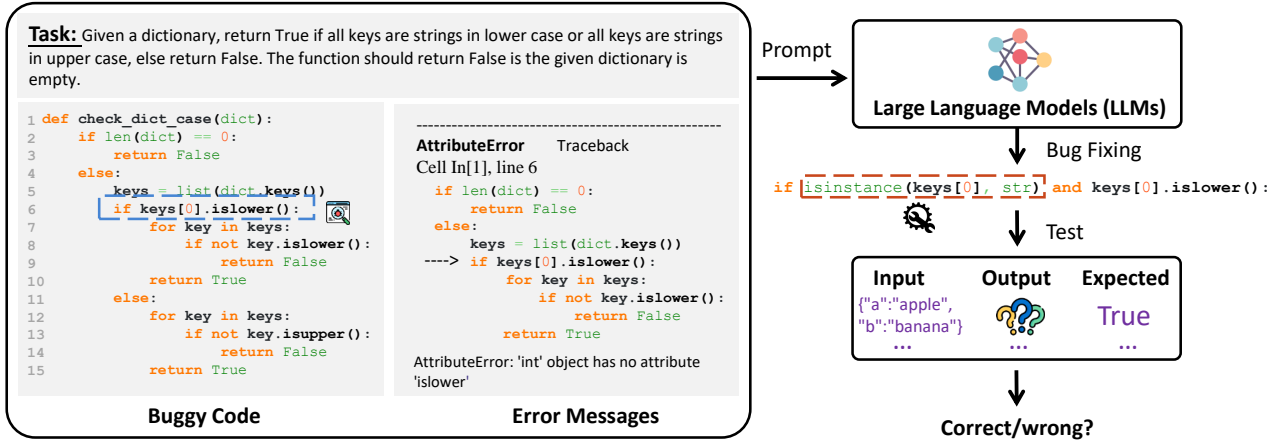 Task: Given a dictionary, return True if all keys are strings in lower case or all keys are strings
in upper case, else return False. The function should return False is the given dictionary is
empty.
1 def check_dict_case(dict):
2     if len(dict) == 0:
3         return False
4     else:
5         keys = list(dict.keys())
6         if keys[0].islower():
7             for key in keys:
8                 if not key.islower():
9                     return False
10             return True
11         else:
12             for key in keys:
13                 if not key.isupper():
14                     return False
15             return True
Buggy Code
AttributeError Traceback
Cell In[1], line 6
if len(dict) == 0:
    return False
else:
    keys = list(dict.keys())
----> if keys[0].islower():
        for key in keys:
            if not key.islower():
                return False
        return True
AttributeError: 'int' object has no attribute
'islower'
Error Messages
Prompt
Large Language Models (LLMs)
Bug Fixing
if isinstance(keys[0], str) and keys[0].islower():
Test
Input Output Expected
{"a":"apple",
"b":"banana"} ??? True
... ... ...
Correct/wrong?